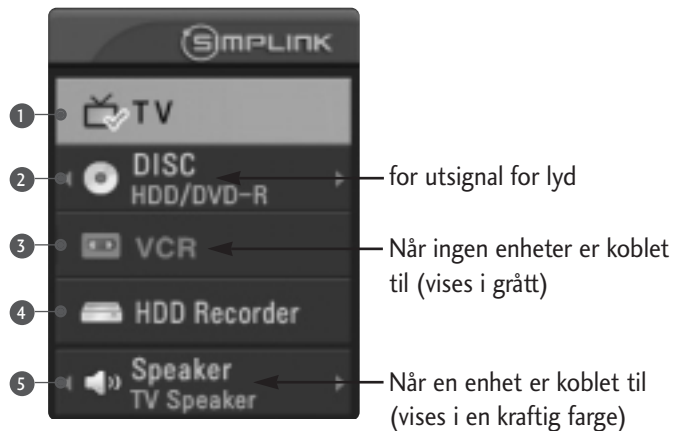 SIMPLINK
1 TV
2 DISC
HDD/DVD-R
for utsignal for lyd
3 VCR
Når ingen enheter er koblet
til (vises i grått)
4 HDD Recorder
5 Speaker
TV Speaker
Når en enhet er koblet til
(vises i en kraftig farge)